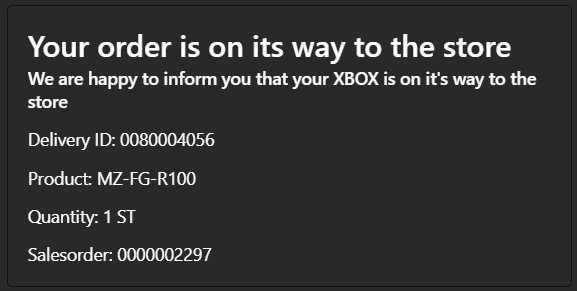 Your order is on its way to the store
We are happy to inform you that your XBOX is on it's way to the
store
Delivery ID: 0080004056
Product: MZ-FG-R100
Quantity: 1 ST
Salesorder: 0000002297